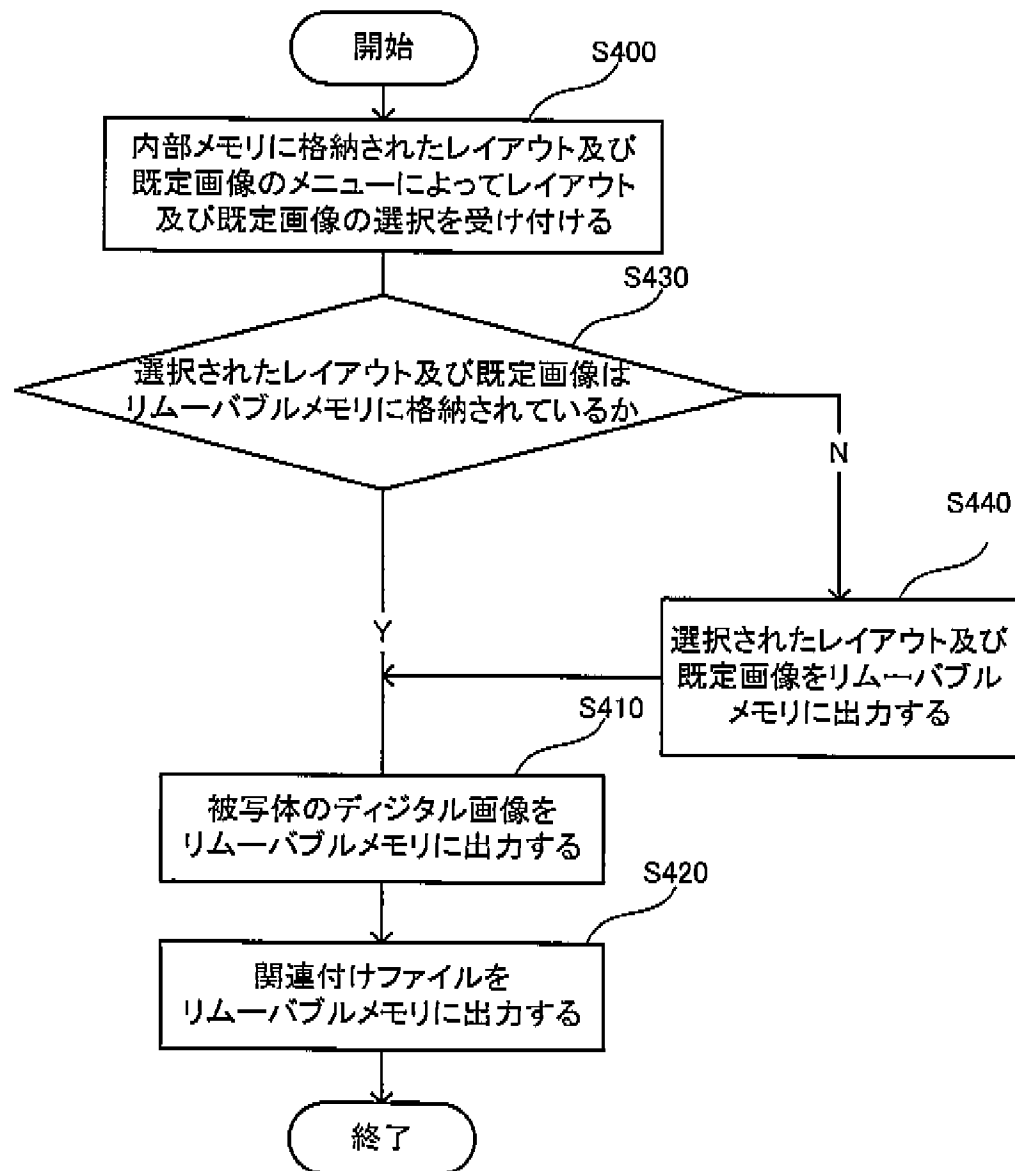 開始
S400
内部メモリに格納されたレイアウト及び
既定画像のメニューによってレイアウト
及び既定画像の選択を受け付ける
S430
選択されたレイアウト及び既定画像は
リムーバブルメモリに格納されているか
N
S440
選択されたレイアウト及び
既定画像をリムーバブル
メモリに出力する
Y
S410
被写体のディジタル画像を
リムーバブルメモリに出力する
S420
関連付けファイルを
リムーバブルメモリに出力する
終了